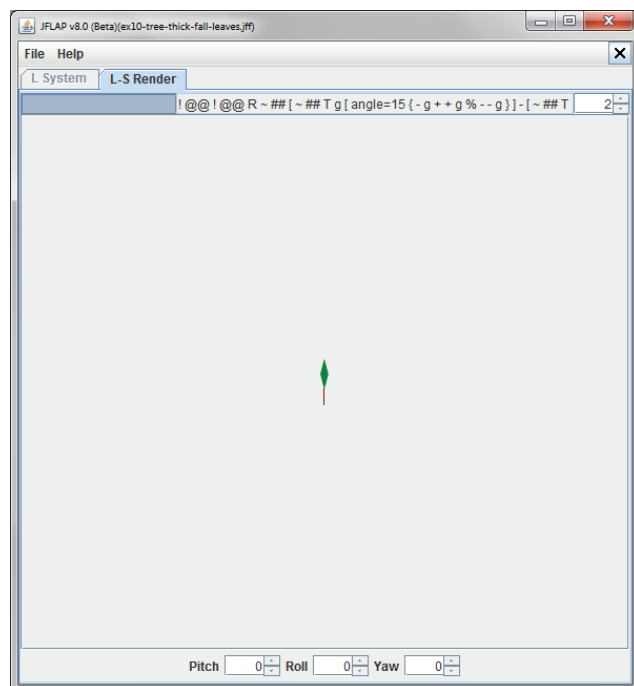 JFLAP v8.0 (Beta)(ex10-tree-thick-fall-leaves.jff)
File Help
L System L-S Render
! @@ ! @@ R ~ ## [ ~ ## T g [ angle=15 { - g + + g % - - g } ] - [ ~ ## T 2
Pitch 0 Roll 0 Yaw 0